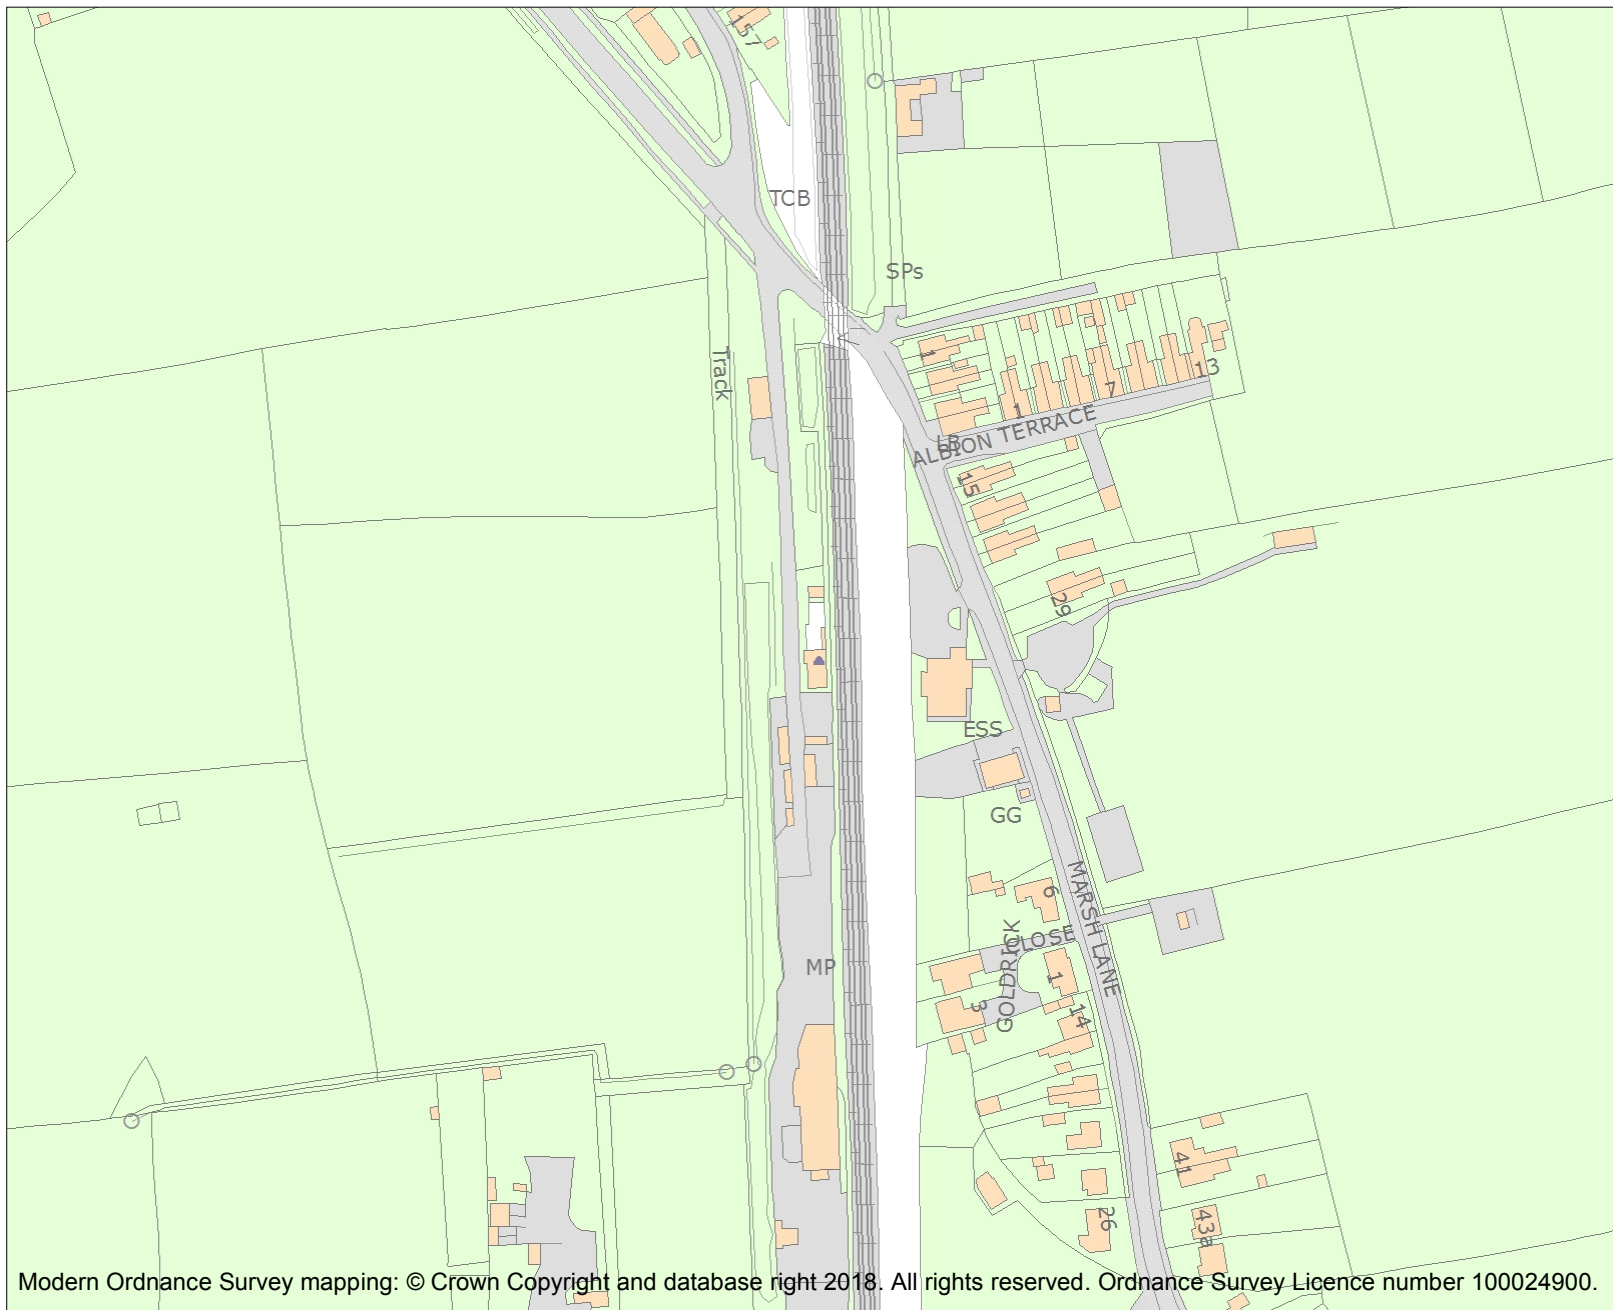 157
TCB
SPs
Track
1
13
7
1
LB
ALBION TERRACE
15
29
ESS
GG
MARSH LANE
6
GOLDRICK
CLOSE
MP
1
3
14
41
26
43a
Modern Ordnance Survey mapping: © Crown Copyright and database right 2018. All rights reserved. Ordnance Survey Licence number 100024900.